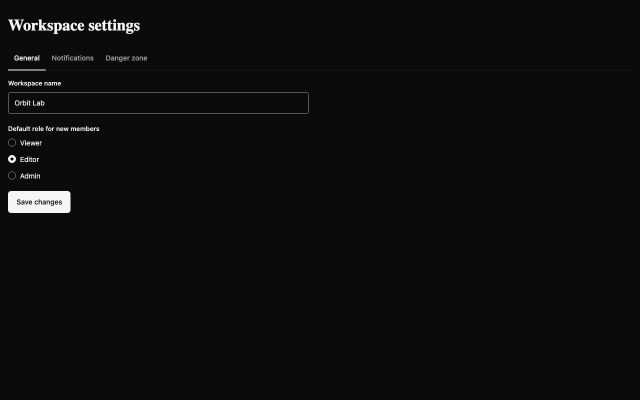 Workspace settings
General Notifications Danger zone
Workspace name
Orbit Lab
Default role for new members
Viewer
Editor
Admin
Save changes